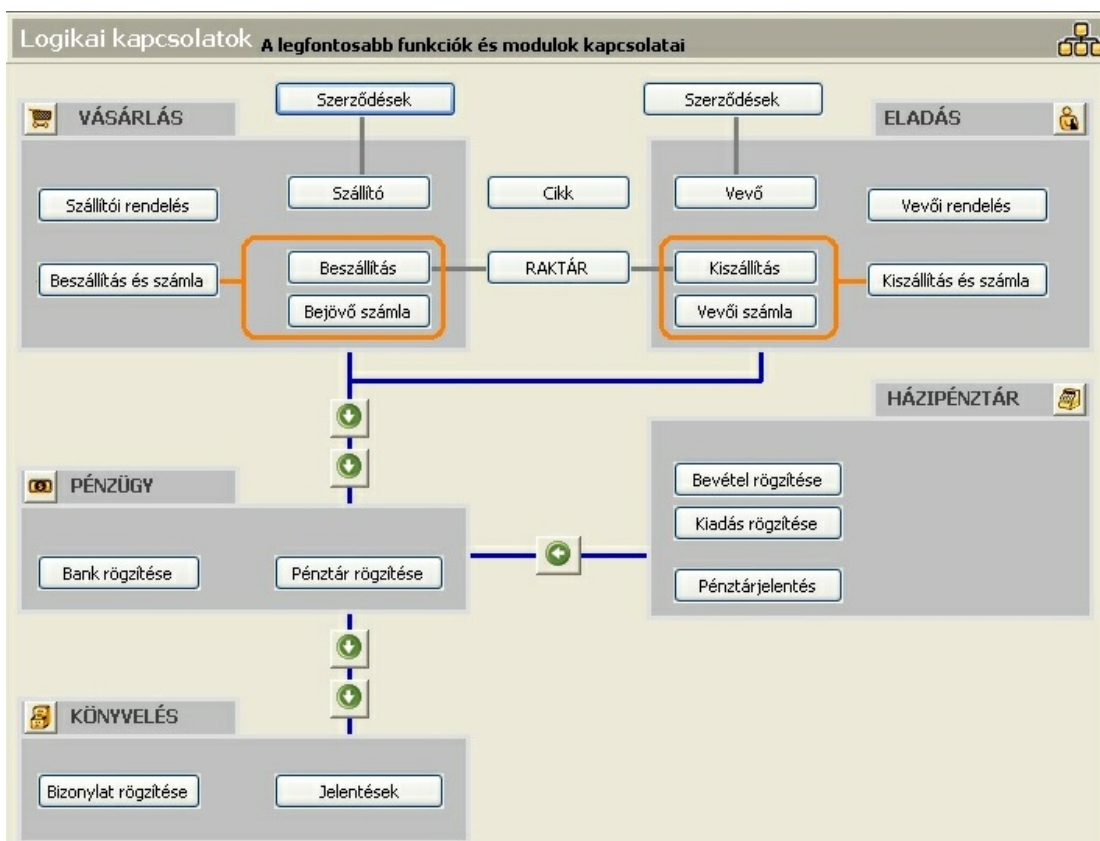 Logikai kapcsolatok A legfontosabb funkciók és modulok kapcsolatai
Szerződések
Szerződések
VÁSÁRLÁS
ELADÁS
Szállítói rendelés
Szállító
Cikk
Vevő
Vevői rendelés
Beszállítás és számla
Beszállítás
RAKTÁR
Kiszállítás
Kiszállítás és számla
Bejövő számla
Vevői számla
HÁZIPÉNZTÁR
PÉNZÜGY
Bevétel rögzítése
Kiadás rögzítése
Bank rögzítése
Pénztár rögzítése
Pénztárjelentés
KÖNYVELÉS
Bizonylat rögzítése
Jelentések